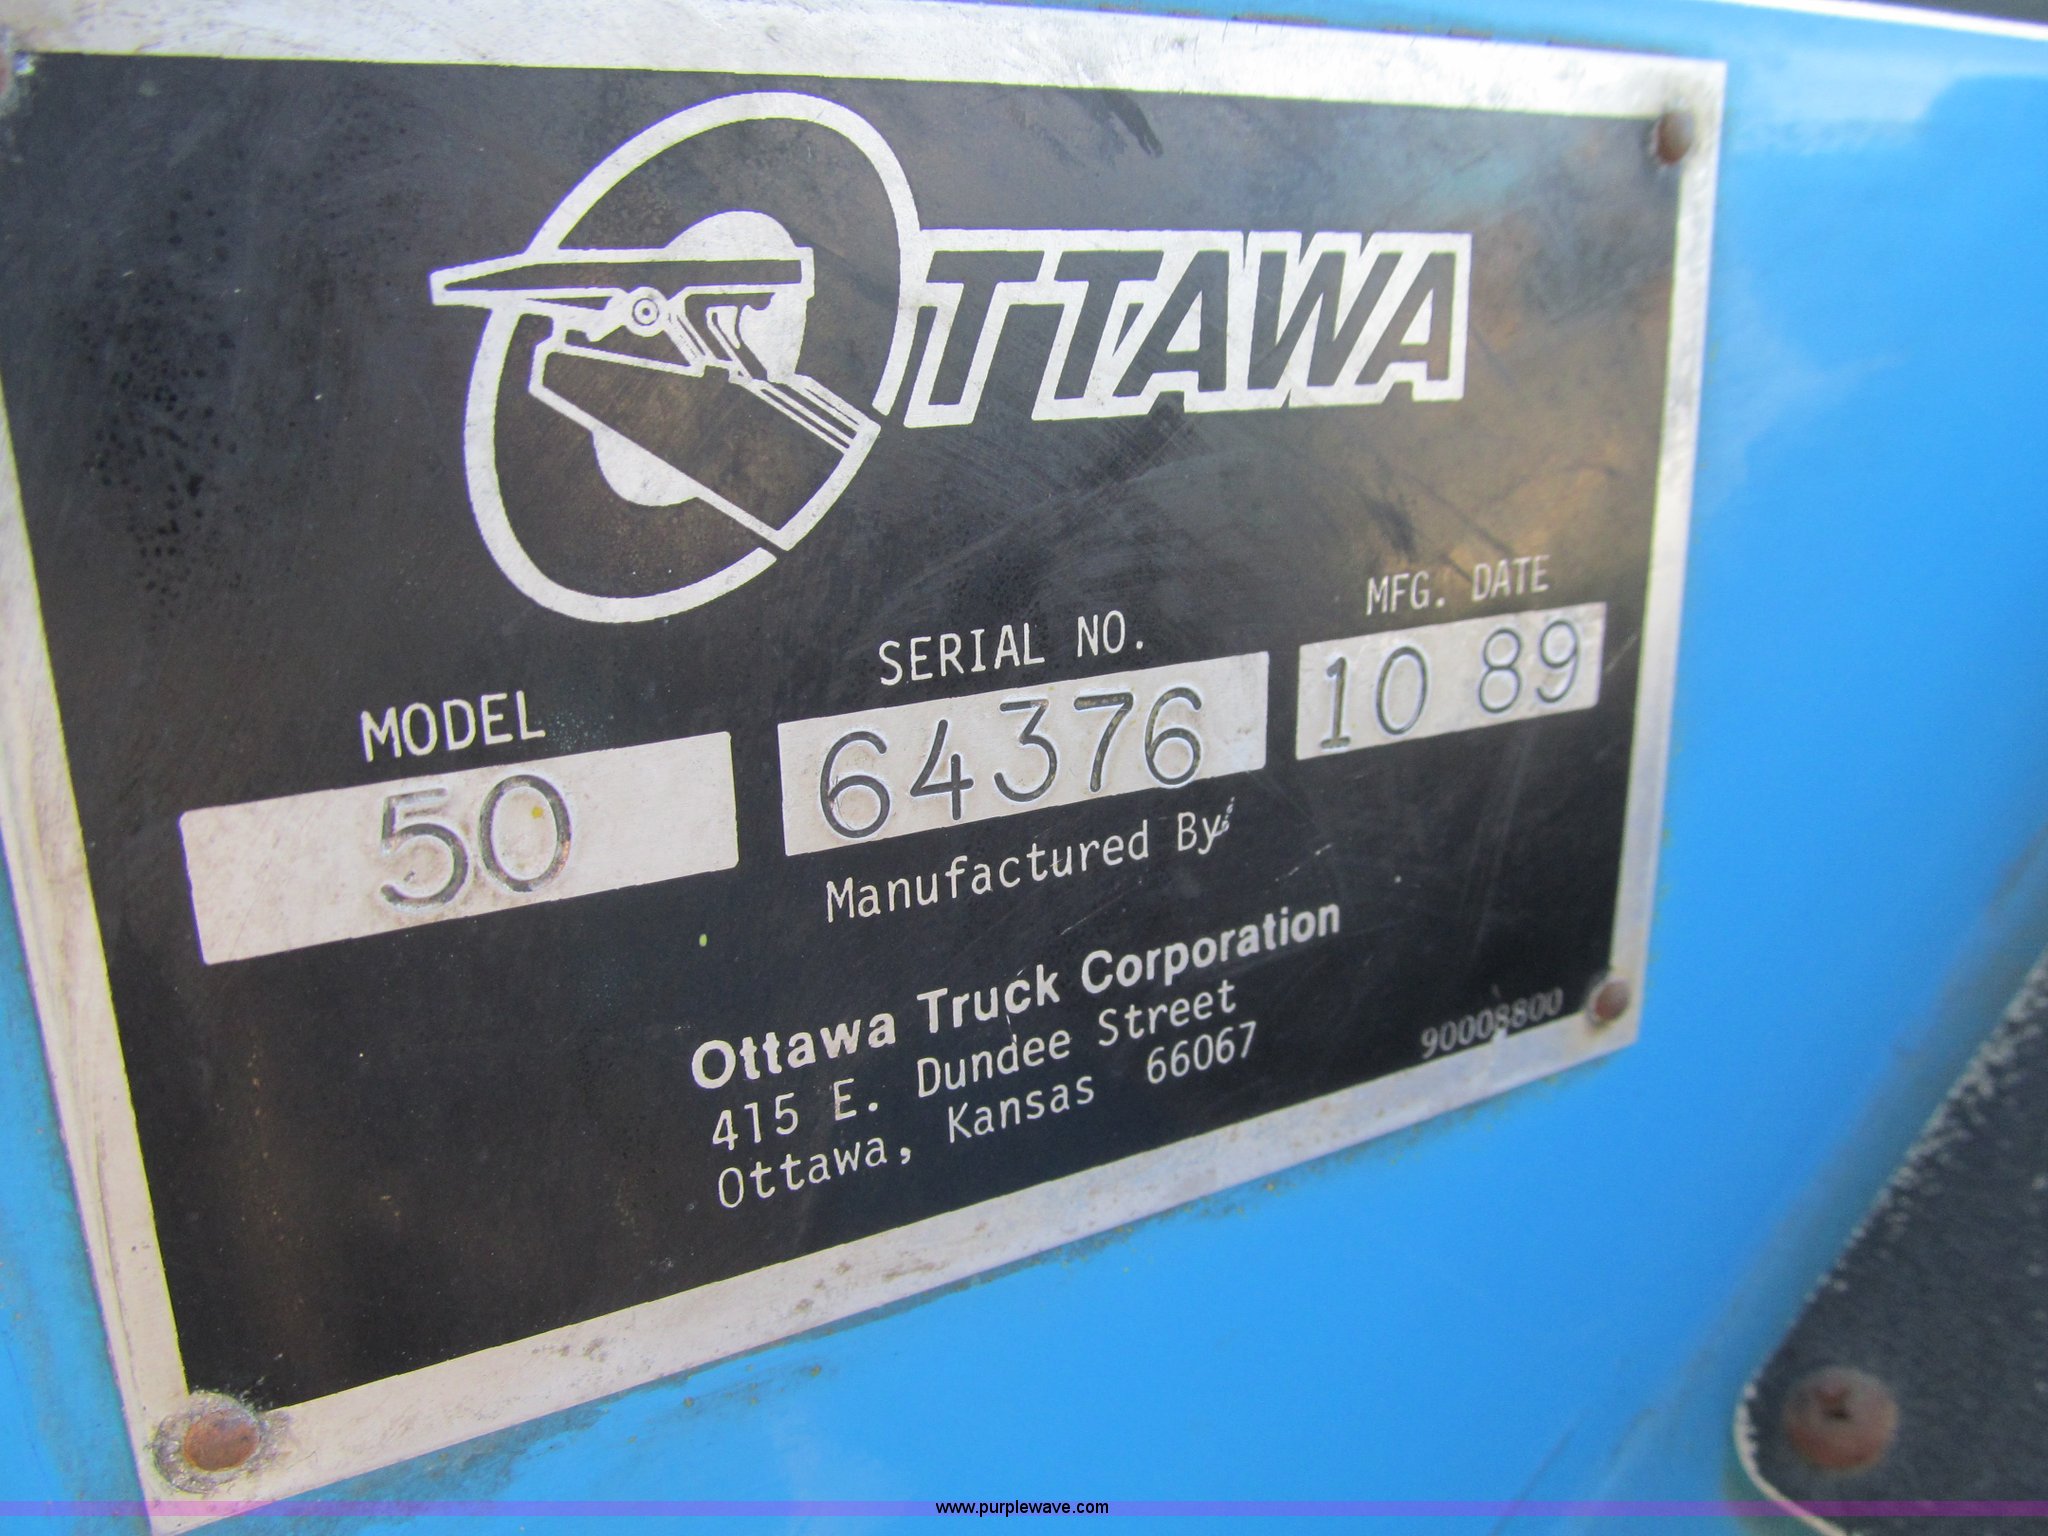 OTTAWA
MODEL SERIAL NO. MFG. DATE
50 64376 10 89
Manufactured By:
Ottawa Truck Corporation
415 E. Dundee Street
Ottawa, Kansas 66067
90008800
www.purplewave.com